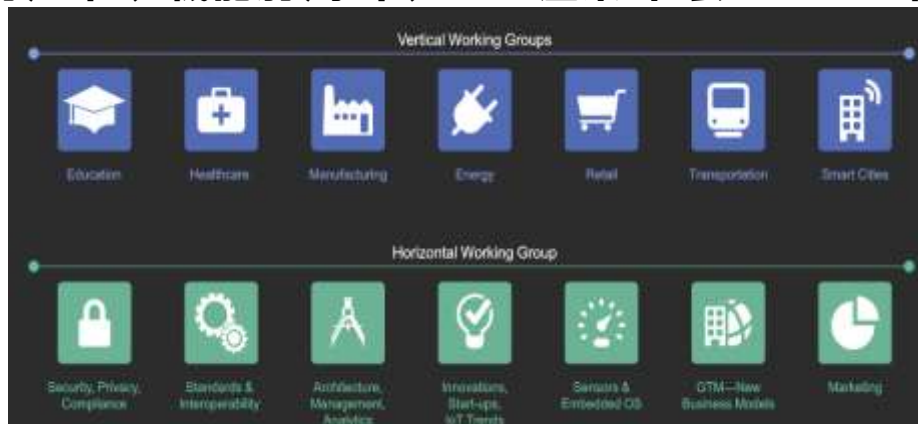 Vertical Working Groups
Education
Healthcare
Manufacturing
Energy
Retail
Transportation
Smart Cities
Horizontal Working Group
Security, Privacy,
Compliance
Standards &
Interoperability
Architecture,
Management,
Analytics
Innovations,
Start-ups,
IoT Trends
Sensors &
Embedded OS
GTM—New
Business Models
Marketing